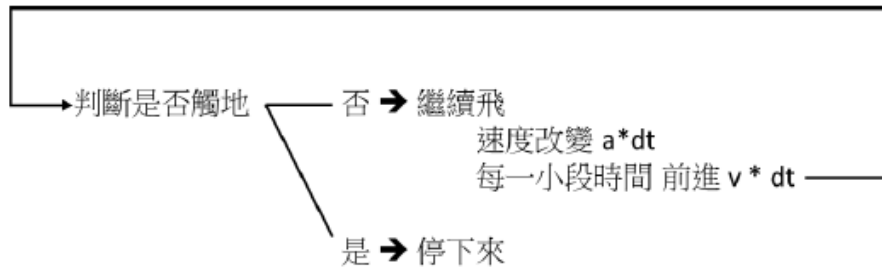 判斷是否觸地 否 ➔ 繼續飛
速度改變 a*dt
每一小段時間 前進 v * dt
是 ➔ 停下來